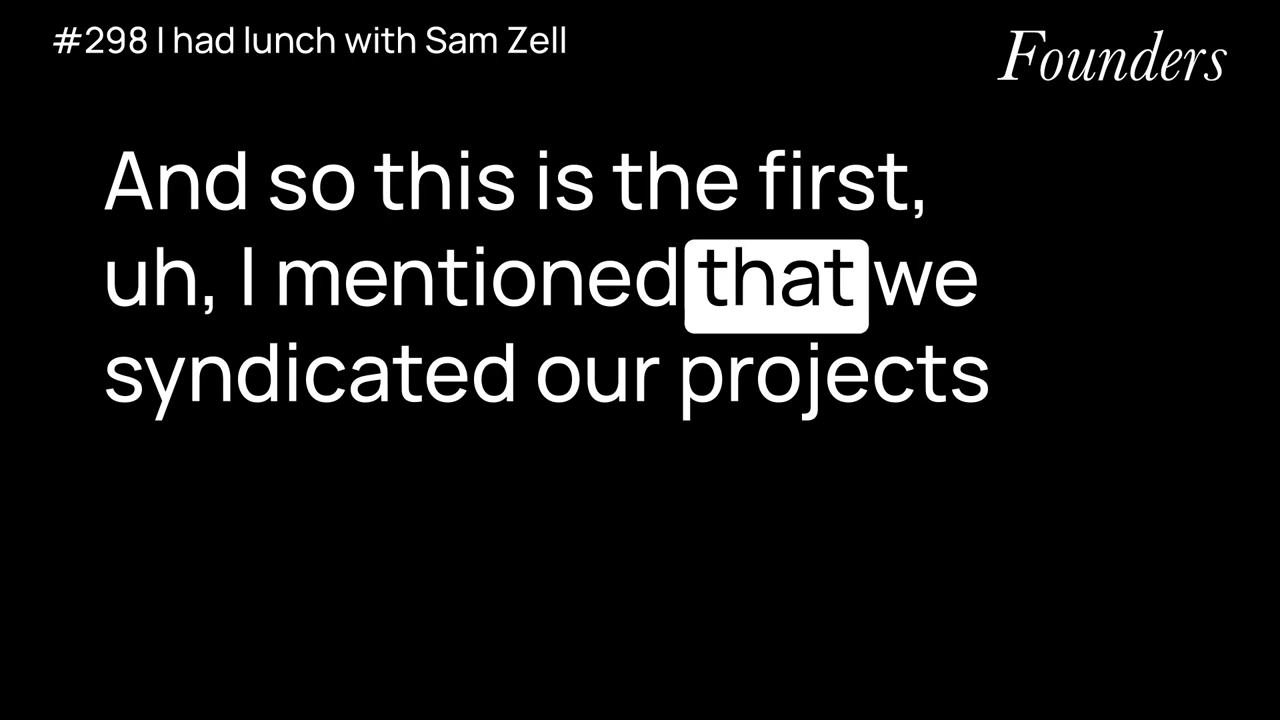 #298 I had lunch with Sam Zell
Founders
And so this is the first,
uh, I mentioned that we
syndicated our projects